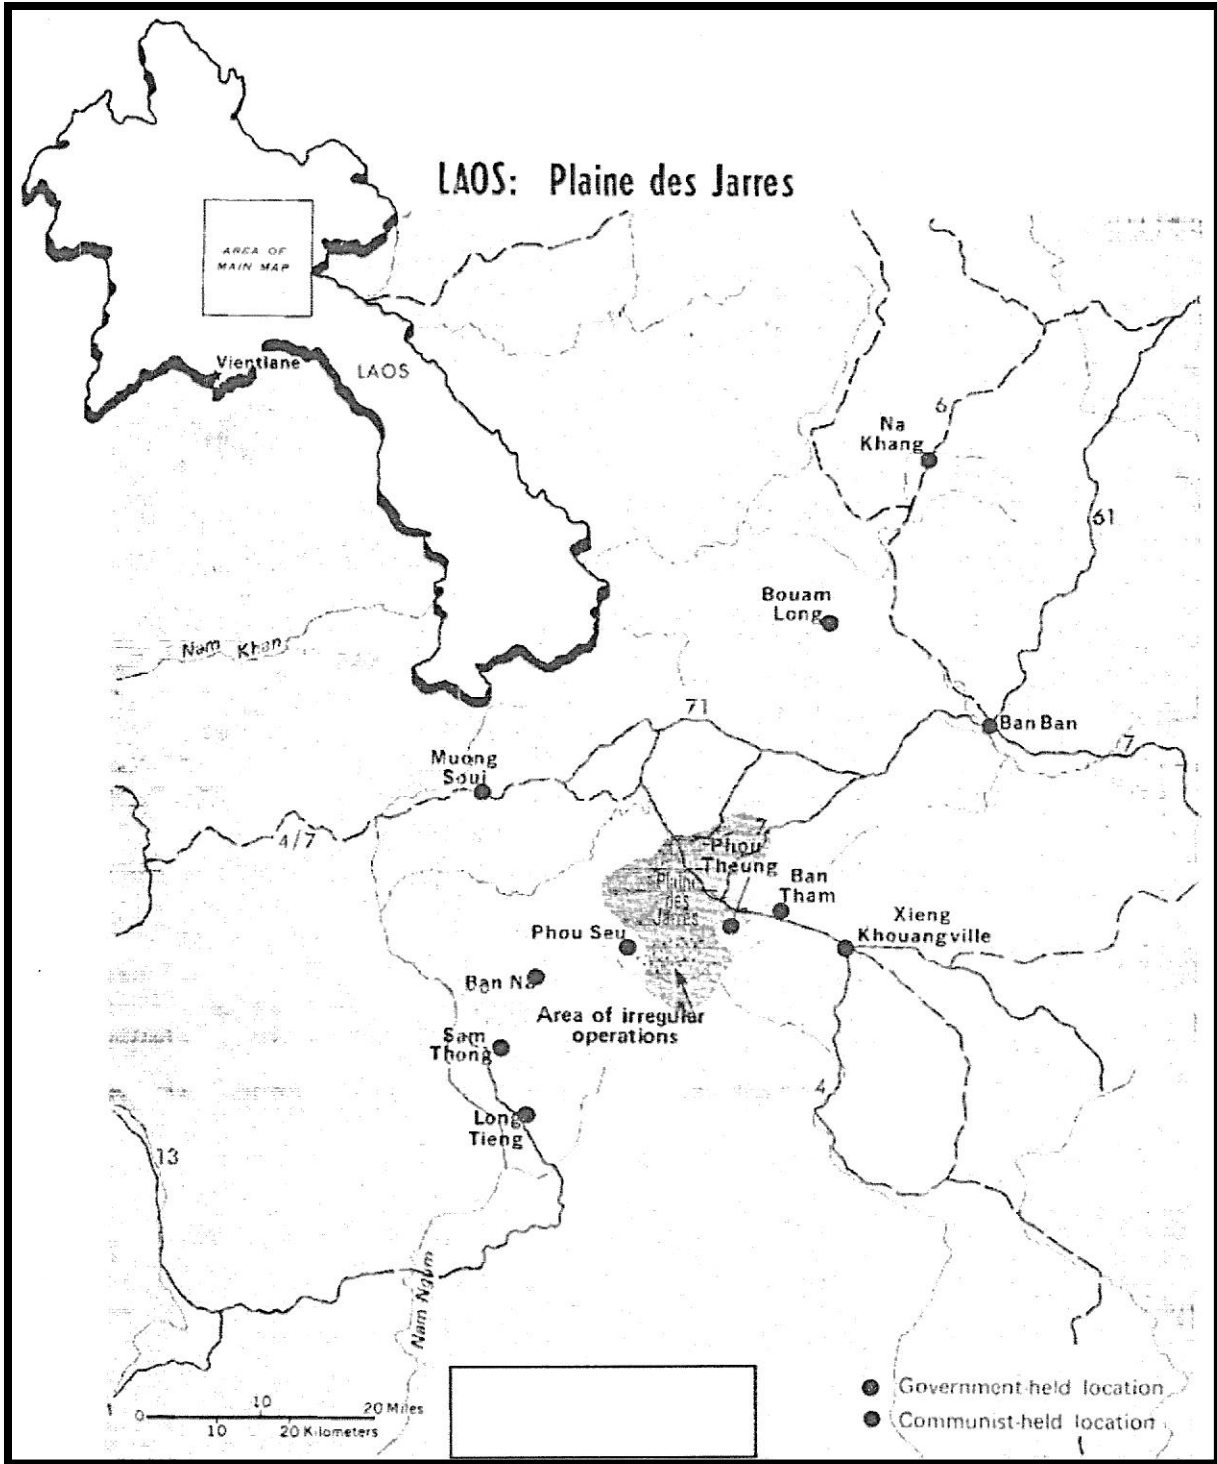 LAOS: Plaine des Jarres
AREA OF
MAIN MAP
Vientiane
LAOS
6
Na
Khang
61
Bouam
Long
Nam Khan
71
Ban Ban
7
Muong
Soui
4/7
7
Phou
Theung
Plaine
des
Jarres
Ban
Tham
Xieng
Khouangville
Phou Seu
Ban Na
Area of irregular
operations
Sam
Thong
4
Long
Tieng
13
Nam Ngum
Government-held location
Communist-held location
10
0
20 Miles
10
20 Kilometers